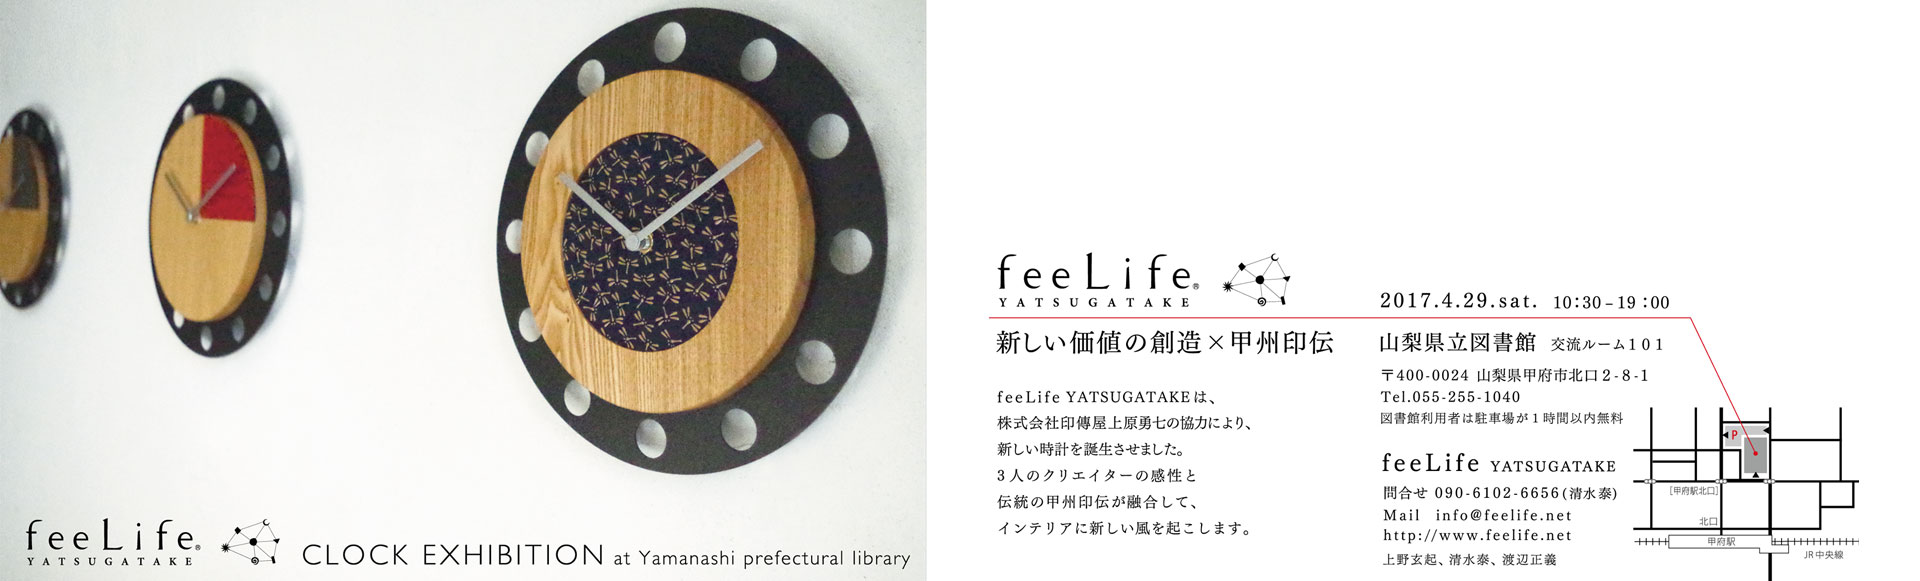 feeLife®
YATSUGATAKE
CLOCK EXHIBITION at Yamanashi prefectural library
feeLife®
YATSUGATAKE
新しい価値の創造×甲州印伝
feeLife YATSUGATAKEは、
株式会社印傳屋上原勇七の協力により、
新しい時計を誕生させました。
3人のクリエイターの感性と
伝統の甲州印伝が融合して、
インテリアに新しい風を起こします。
2017.4.29.sat. 10:30–19:00
山梨県立図書館 交流ルーム101
〒400-0024 山梨県甲府市北口2-8-1
Tel.055-255-1040
図書館利用者は駐車場が1時間以内無料
feeLife YATSUGATAKE
問合せ 090-6102-6656(清水泰)
Mail info@feelife.net
http://www.feelife.net
上野玄起、清水泰、渡辺正義
P
[甲府駅北口]
北口
甲府駅
JR中央線